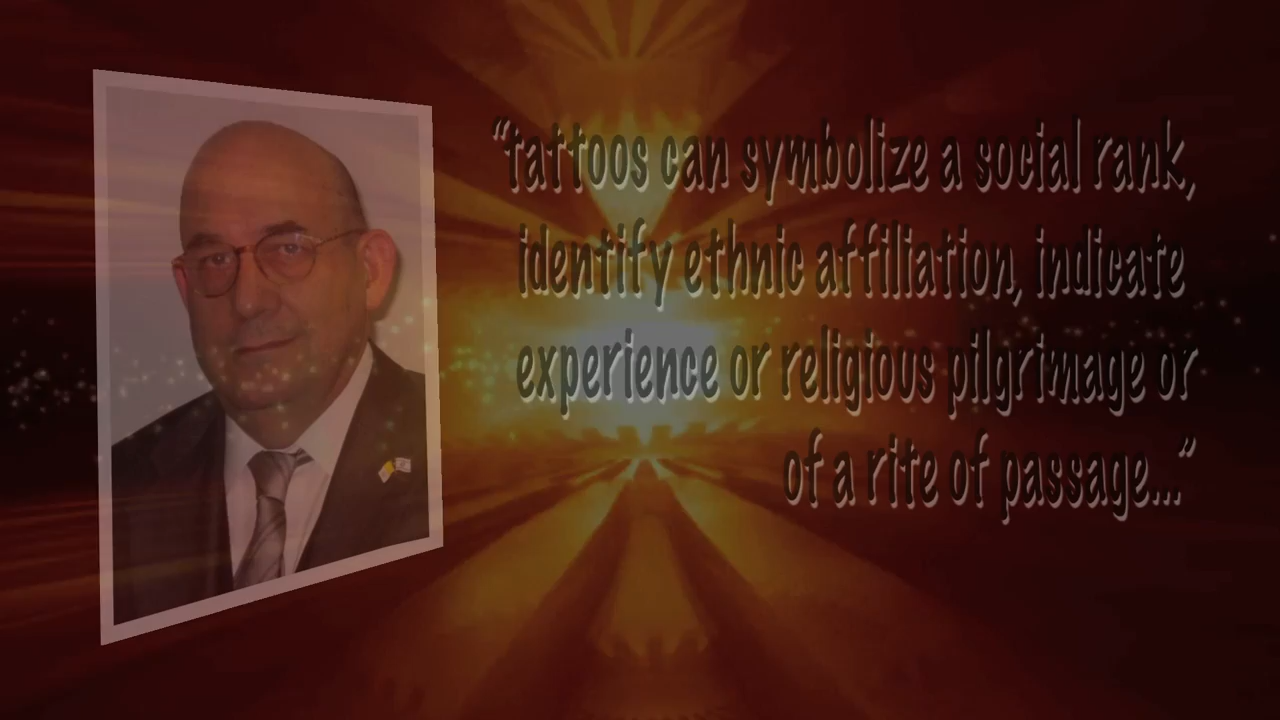 “tattoos can symbolize a social rank,
identify ethnic affiliation, indicate
experience or religious pilgrimage or
of a rite of passage...”